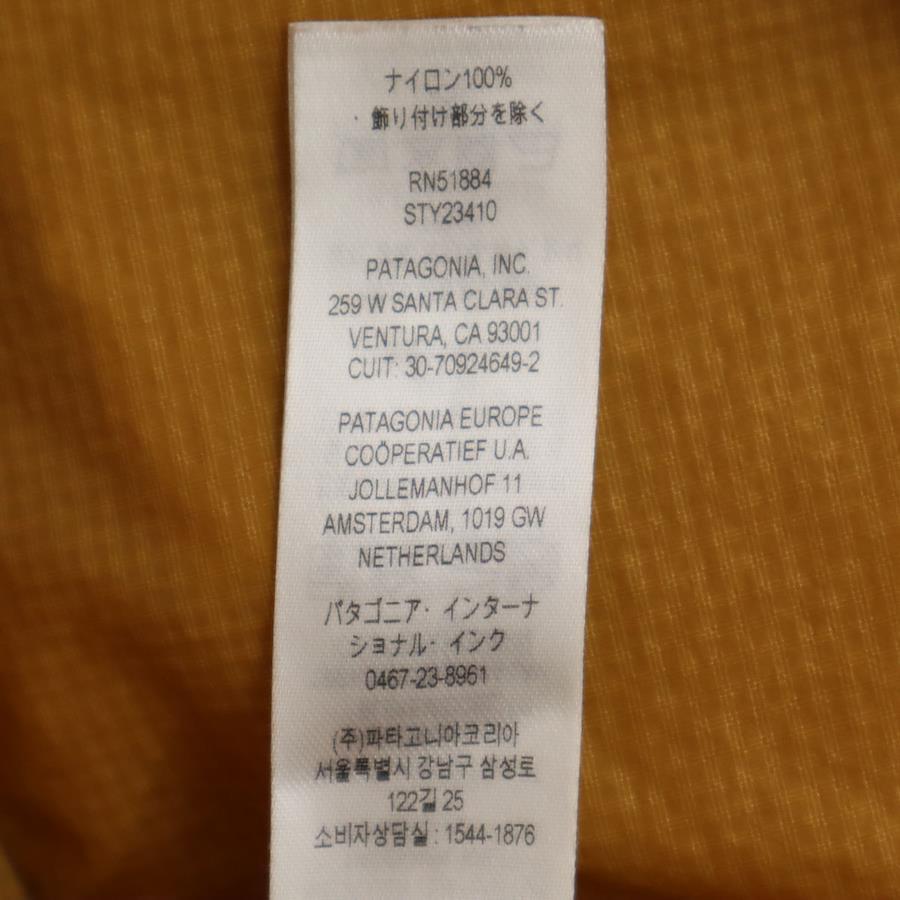 ナイロン100%
・飾り付け部分を除く
RN51884
STY23410
PATAGONIA, INC.
259 W SANTA CLARA ST.
VENTURA, CA 93001
CUIT: 30-70924649-2
PATAGONIA EUROPE
COÖPERATIEF U.A.
JOLLEMANHOF 11
AMSTERDAM, 1019 GW
NETHERLANDS
パタゴニア・インターナ
ショナル・インク
0467-23-8961
(주)파타고니아코리아
서울특별시 강남구 삼성로
122길 25
소비자상담실 : 1544-1876